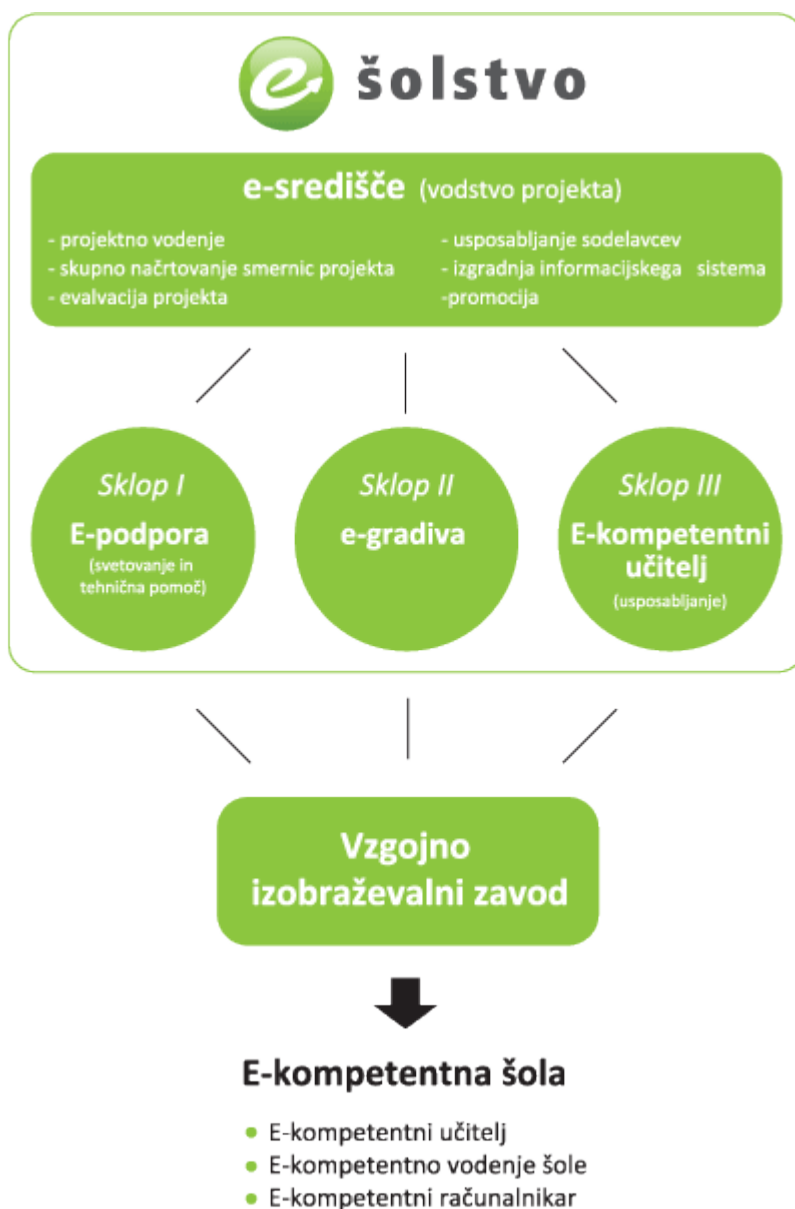 e šolstvo
e-središče (vodstvo projekta)
- projektno vodenje
- skupno načrtovanje smernic projekta
- evalvacija projekta
- usposabljanje sodelavcev
- izgradnja informacijskega sistema
-promocija
Sklop I
E-podpora
(svetovanje in
tehnična pomoč)
Sklop II
e-gradiva
Sklop III
E-kompetentni
učitelj
(usposabljanje)
Vzgojno
izobraževalni zavod
E-kompetentna šola
E-kompetentni učitelj
E-kompetentno vodenje šole
E-kompetentni računalnikar